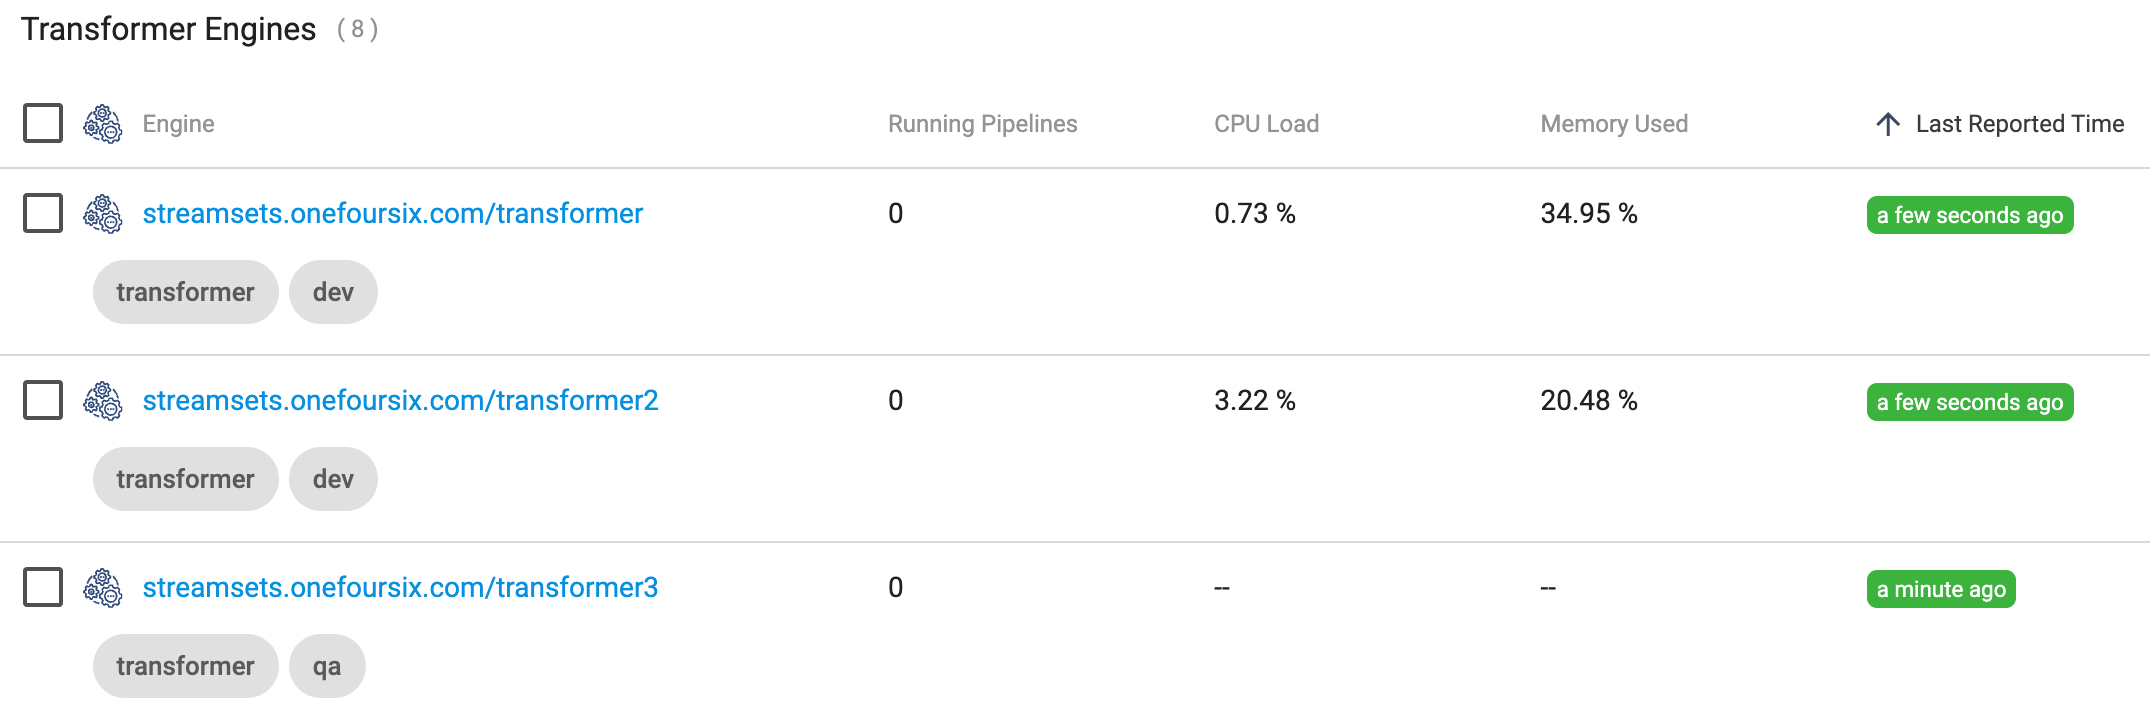 Transformer Engines ( 8 )
Engine Running Pipelines CPU Load Memory Used Last Reported Time
streamsets.onefoursix.com/transformer 0 0.73 % 34.95 % a few seconds ago
transformer dev
streamsets.onefoursix.com/transformer2 0 3.22 % 20.48 % a few seconds ago
transformer dev
streamsets.onefoursix.com/transformer3 0 -- -- a minute ago
transformer qa